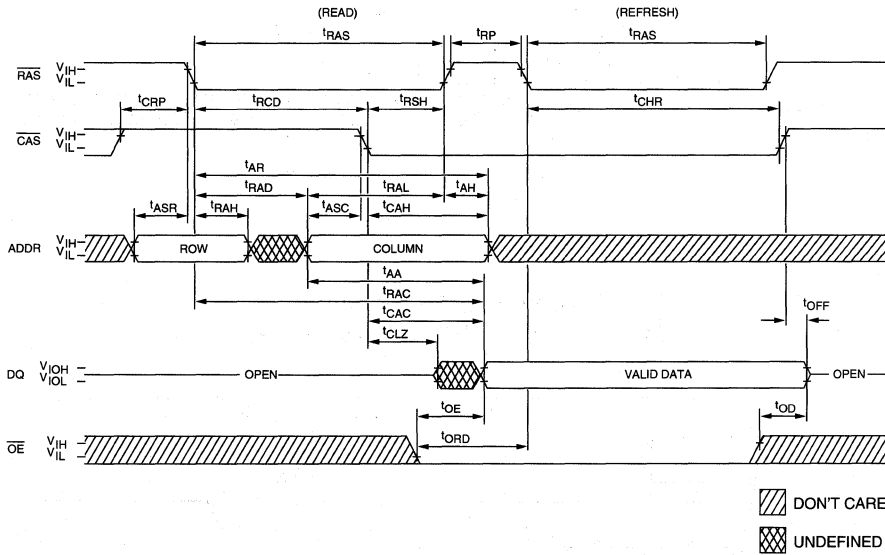 (READ) (REFRESH)
tRAS tRP tRAS
RAS VIH VIL
tCRP tRCD tRSH tCHR
CAS VIH VIL
tAR
tRAD tRAL tAH
tASR tRAH tASC tCAH
ADDR VIH VIL ROW COLUMN
tAA
tRAC
tCAC tOFF
tCLZ
DQ VIOH VIOL OPEN VALID DATA OPEN
tOE tOD
tORD
OE VIH VIL
DON'T CARE
UNDEFINED